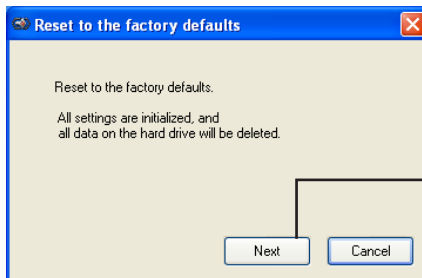 Reset to the factory defaults
Reset to the factory defaults.
All settings are initialized, and
all data on the hard drive will be deleted.
Next
Cancel